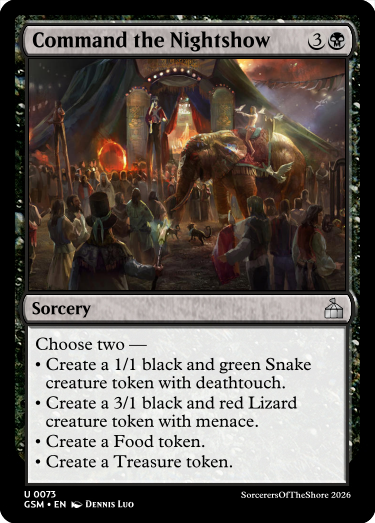 Command the Nightshow 3
Sorcery
Choose two —
• Create a 1/1 black and green Snake
creature token with deathtouch.
• Create a 3/1 black and red Lizard
creature token with menace.
• Create a Food token.
• Create a Treasure token.
U 0073
GSM • EN Dennis Luo
SorcerersOfTheShore 2026